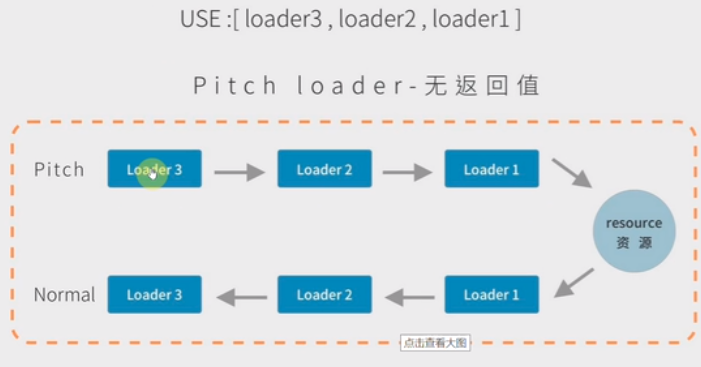 USE :[ loader3 , loader2 , loader1 ]
Pitch loader-无返回值
Pitch
Loader 3
Loader 2
Loader 1
resource
资 源
Normal
Loader 3
Loader 2
Loader 1
点击查看大图